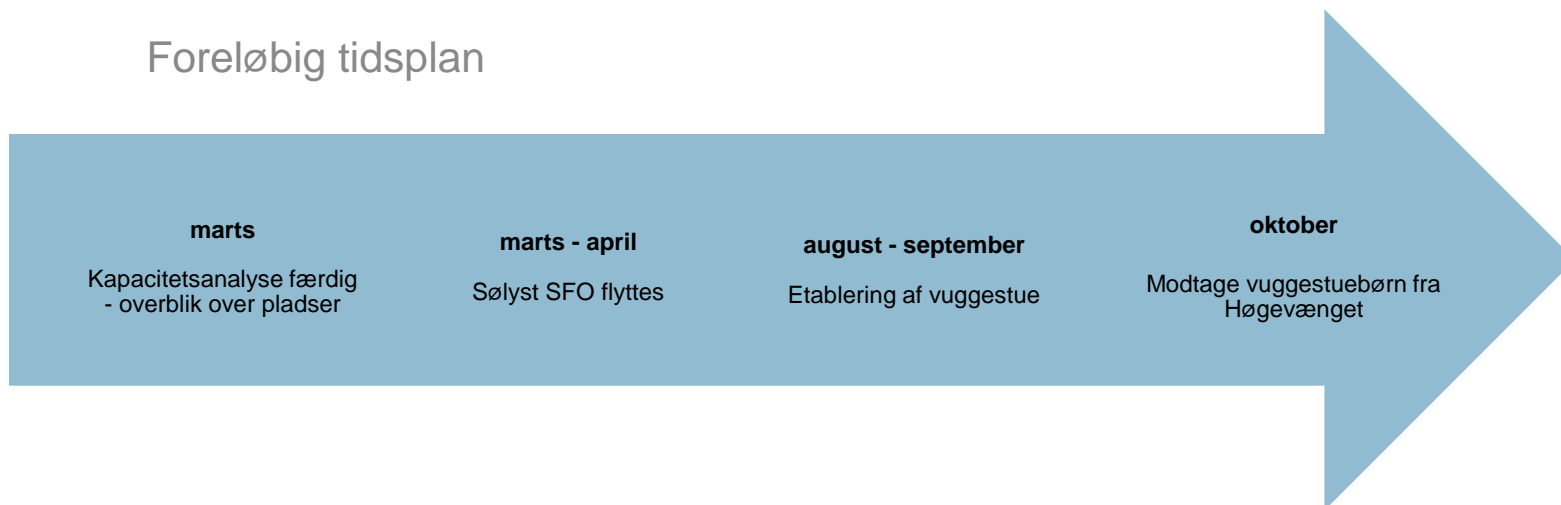 Foreløbig tidsplan
marts
Kapacitetsanalyse færdig
- overblik over pladser
marts - april
Sølyst SFO flyttes
august - september
Etablering af vuggestue
oktober
Modtage vuggestuebørn fra
Høgevænget